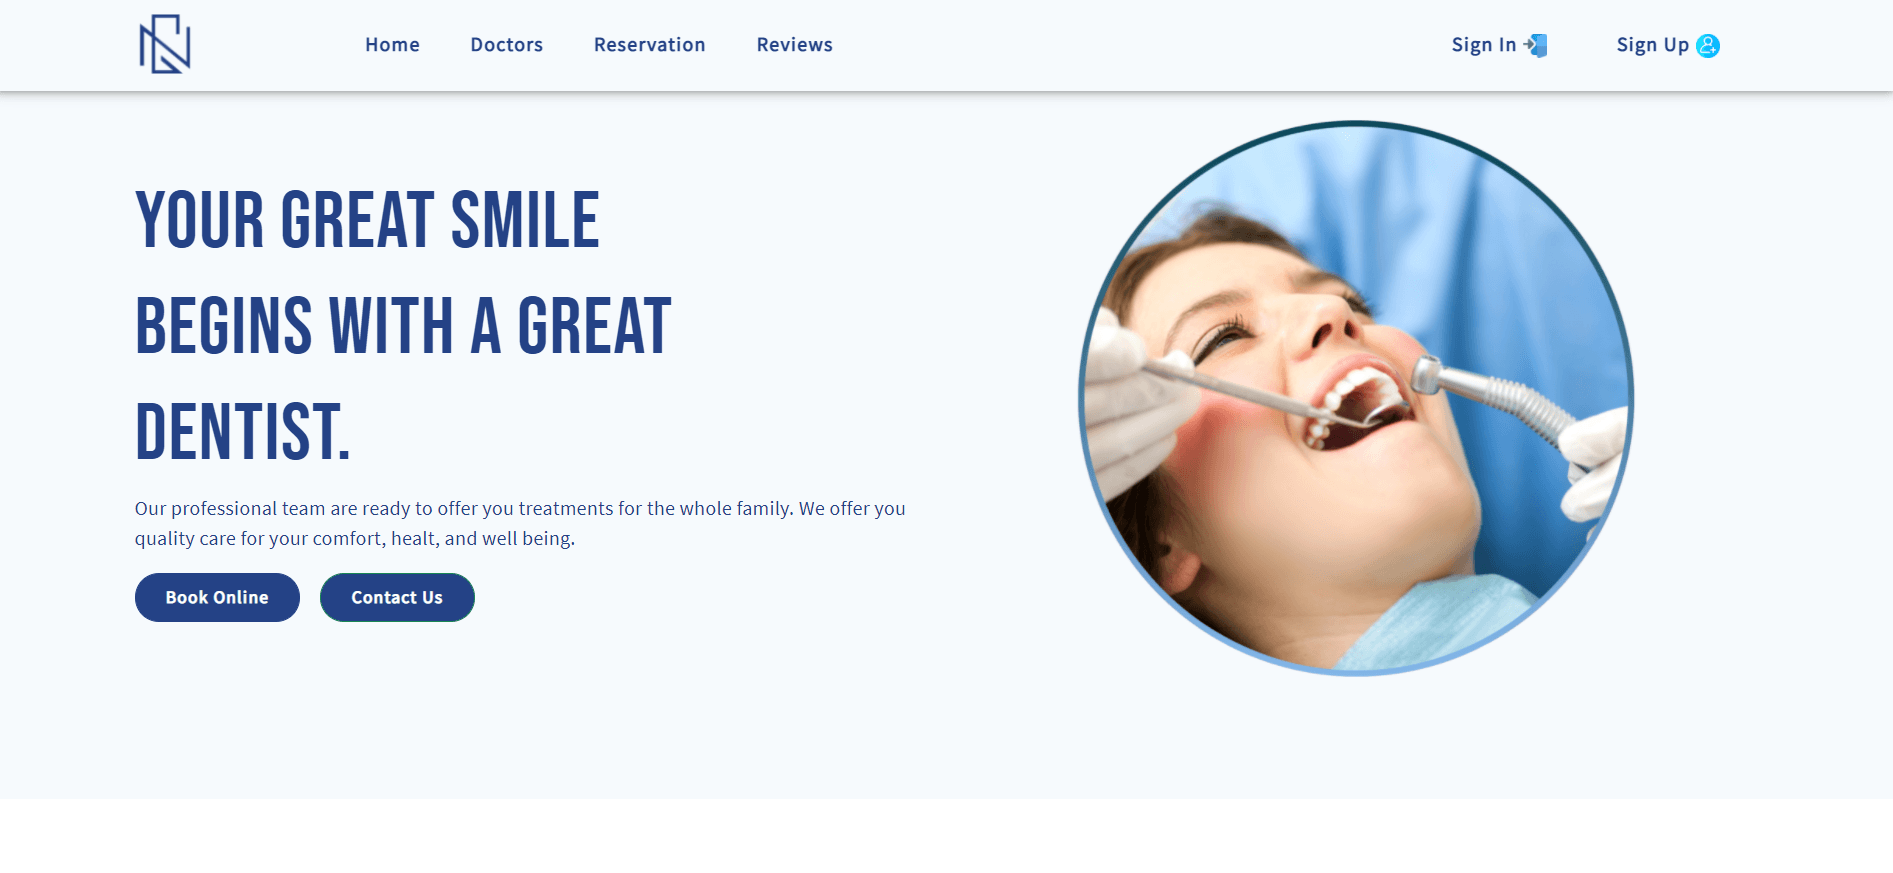 Home
Doctors
Reservation
Reviews
Sign In
Sign Up
YOUR GREAT SMILE
BEGINS WITH A GREAT
DENTIST.
Our professional team are ready to offer you treatments for the whole family. We offer you
quality care for your comfort, healt, and well being.
Book Online
Contact Us